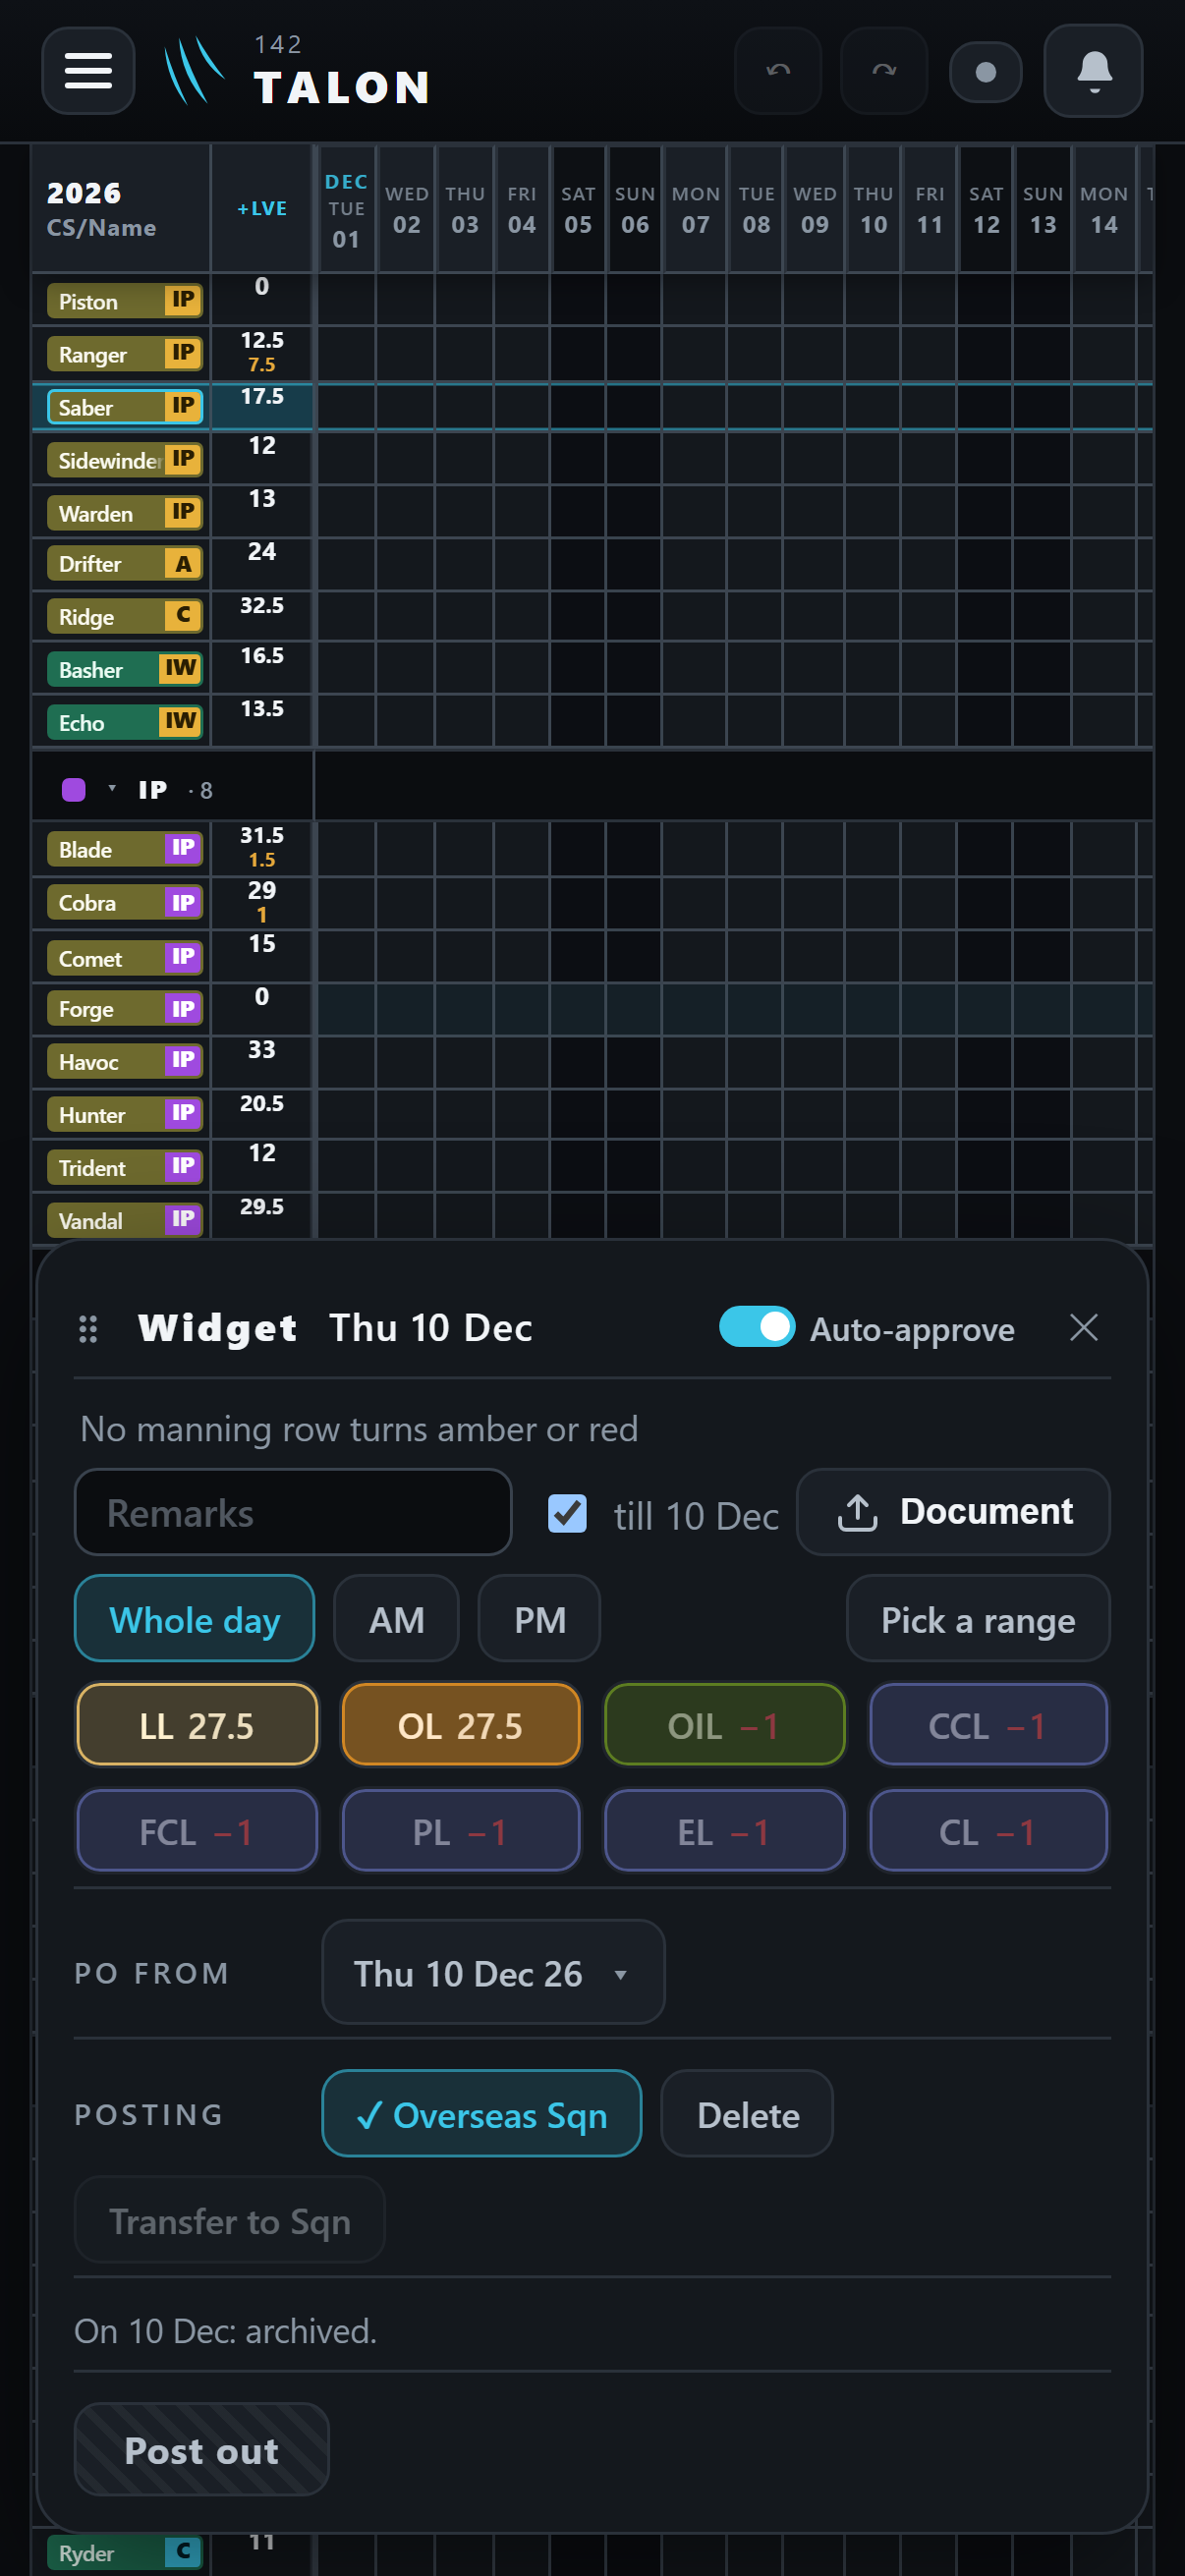 142
TALON
2026
CS/Name
+LVE
DEC TUE 01
WED 02
THU 03
FRI 04
SAT 05
SUN 06
MON 07
TUE 08
WED 09
THU 10
FRI 11
SAT 12
SUN 13
MON 14
Piston IP 0
Ranger IP 12.5
7.5
Saber IP 17.5
Sidewinder IP 12
Warden IP 13
Drifter A 24
Ridge C 32.5
Basher IW 16.5
Echo IW 13.5
IP · 8
Blade IP 31.5
1.5
Cobra IP 29
1
Comet IP 15
Forge IP 0
Havoc IP 33
Hunter IP 20.5
Trident IP 12
Vandal IP 29.5
Widget Thu 10 Dec Auto-approve
No manning row turns amber or red
Remarks till 10 Dec Document
Whole day AM PM Pick a range
LL 27.5 OL 27.5 OIL −1 CCL −1
FCL −1 PL −1 EL −1 CL −1
PO FROM Thu 10 Dec 26
POSTING ✓ Overseas Sqn Delete
Transfer to Sqn
On 10 Dec: archived.
Post out
Ryder C 11